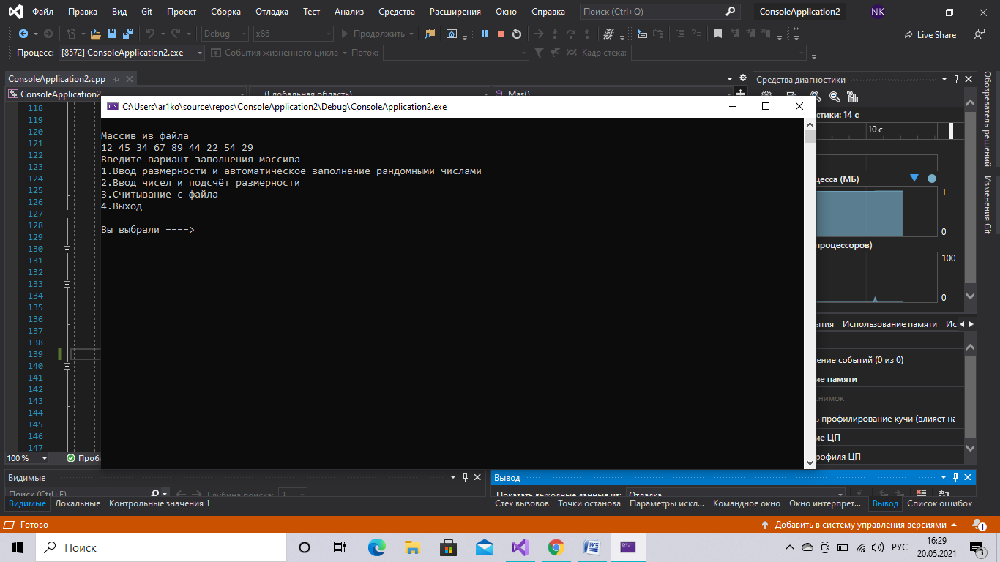 Файл Правка Вид Git Проект Сборка Отладка Тест Анализ Средства Расширения Окно Справка Поиск (Ctrl+Q) ConsoleApplication2 NK
Debug x86 Продолжить Live Share
Процесс: [8572] ConsoleApplication2.exe События жизненного цикла Поток: Кадр стека:
ConsoleApplication2.cpp
ConsoleApplication2 (Глобальная область) Mas()
C:\Users\ar1ko\source\repos\ConsoleApplication2\Debug\ConsoleApplication2.exe
Массив из файла
12 45 34 67 89 44 22 54 29
Введите вариант заполнения массива
1.Ввод размерности и автоматическое заполнение рандомными числами
2.Ввод чисел и подсчёт размерности
3.Считывание с файла
4.Выход
Вы выбрали ====>
118
119
120
121
122
123
124
125
126
127
128
129
130
131
132
133
134
135
136
137
138
139
140
141
142
143
144
145
146
147
100 %
Средства диагностики
стики: 14 с
10 с
цесса (МБ)
1
0
процессоров)
100
0
ытия Использование памяти Ис
ение событий (0 из 0)
ие памяти
снимок
ь профилирование кучи (влияет на
ие ЦП
рофиля ЦП
Обозреватель решений
Изменения Git
Видимые
Поиск (Ctrl+E) Глубина поиска: 3
Видимые Локальные Контрольные значения 1
Вывод
Показать выходные данные из: Отладка
Стек вызовов Точки останова Параметры искл... Командное окно Окно интерпрет... Вывод Список ошибок
Готово Добавить в систему управления версиями 1
Поиск РУС 16:29
20.05.2021 3